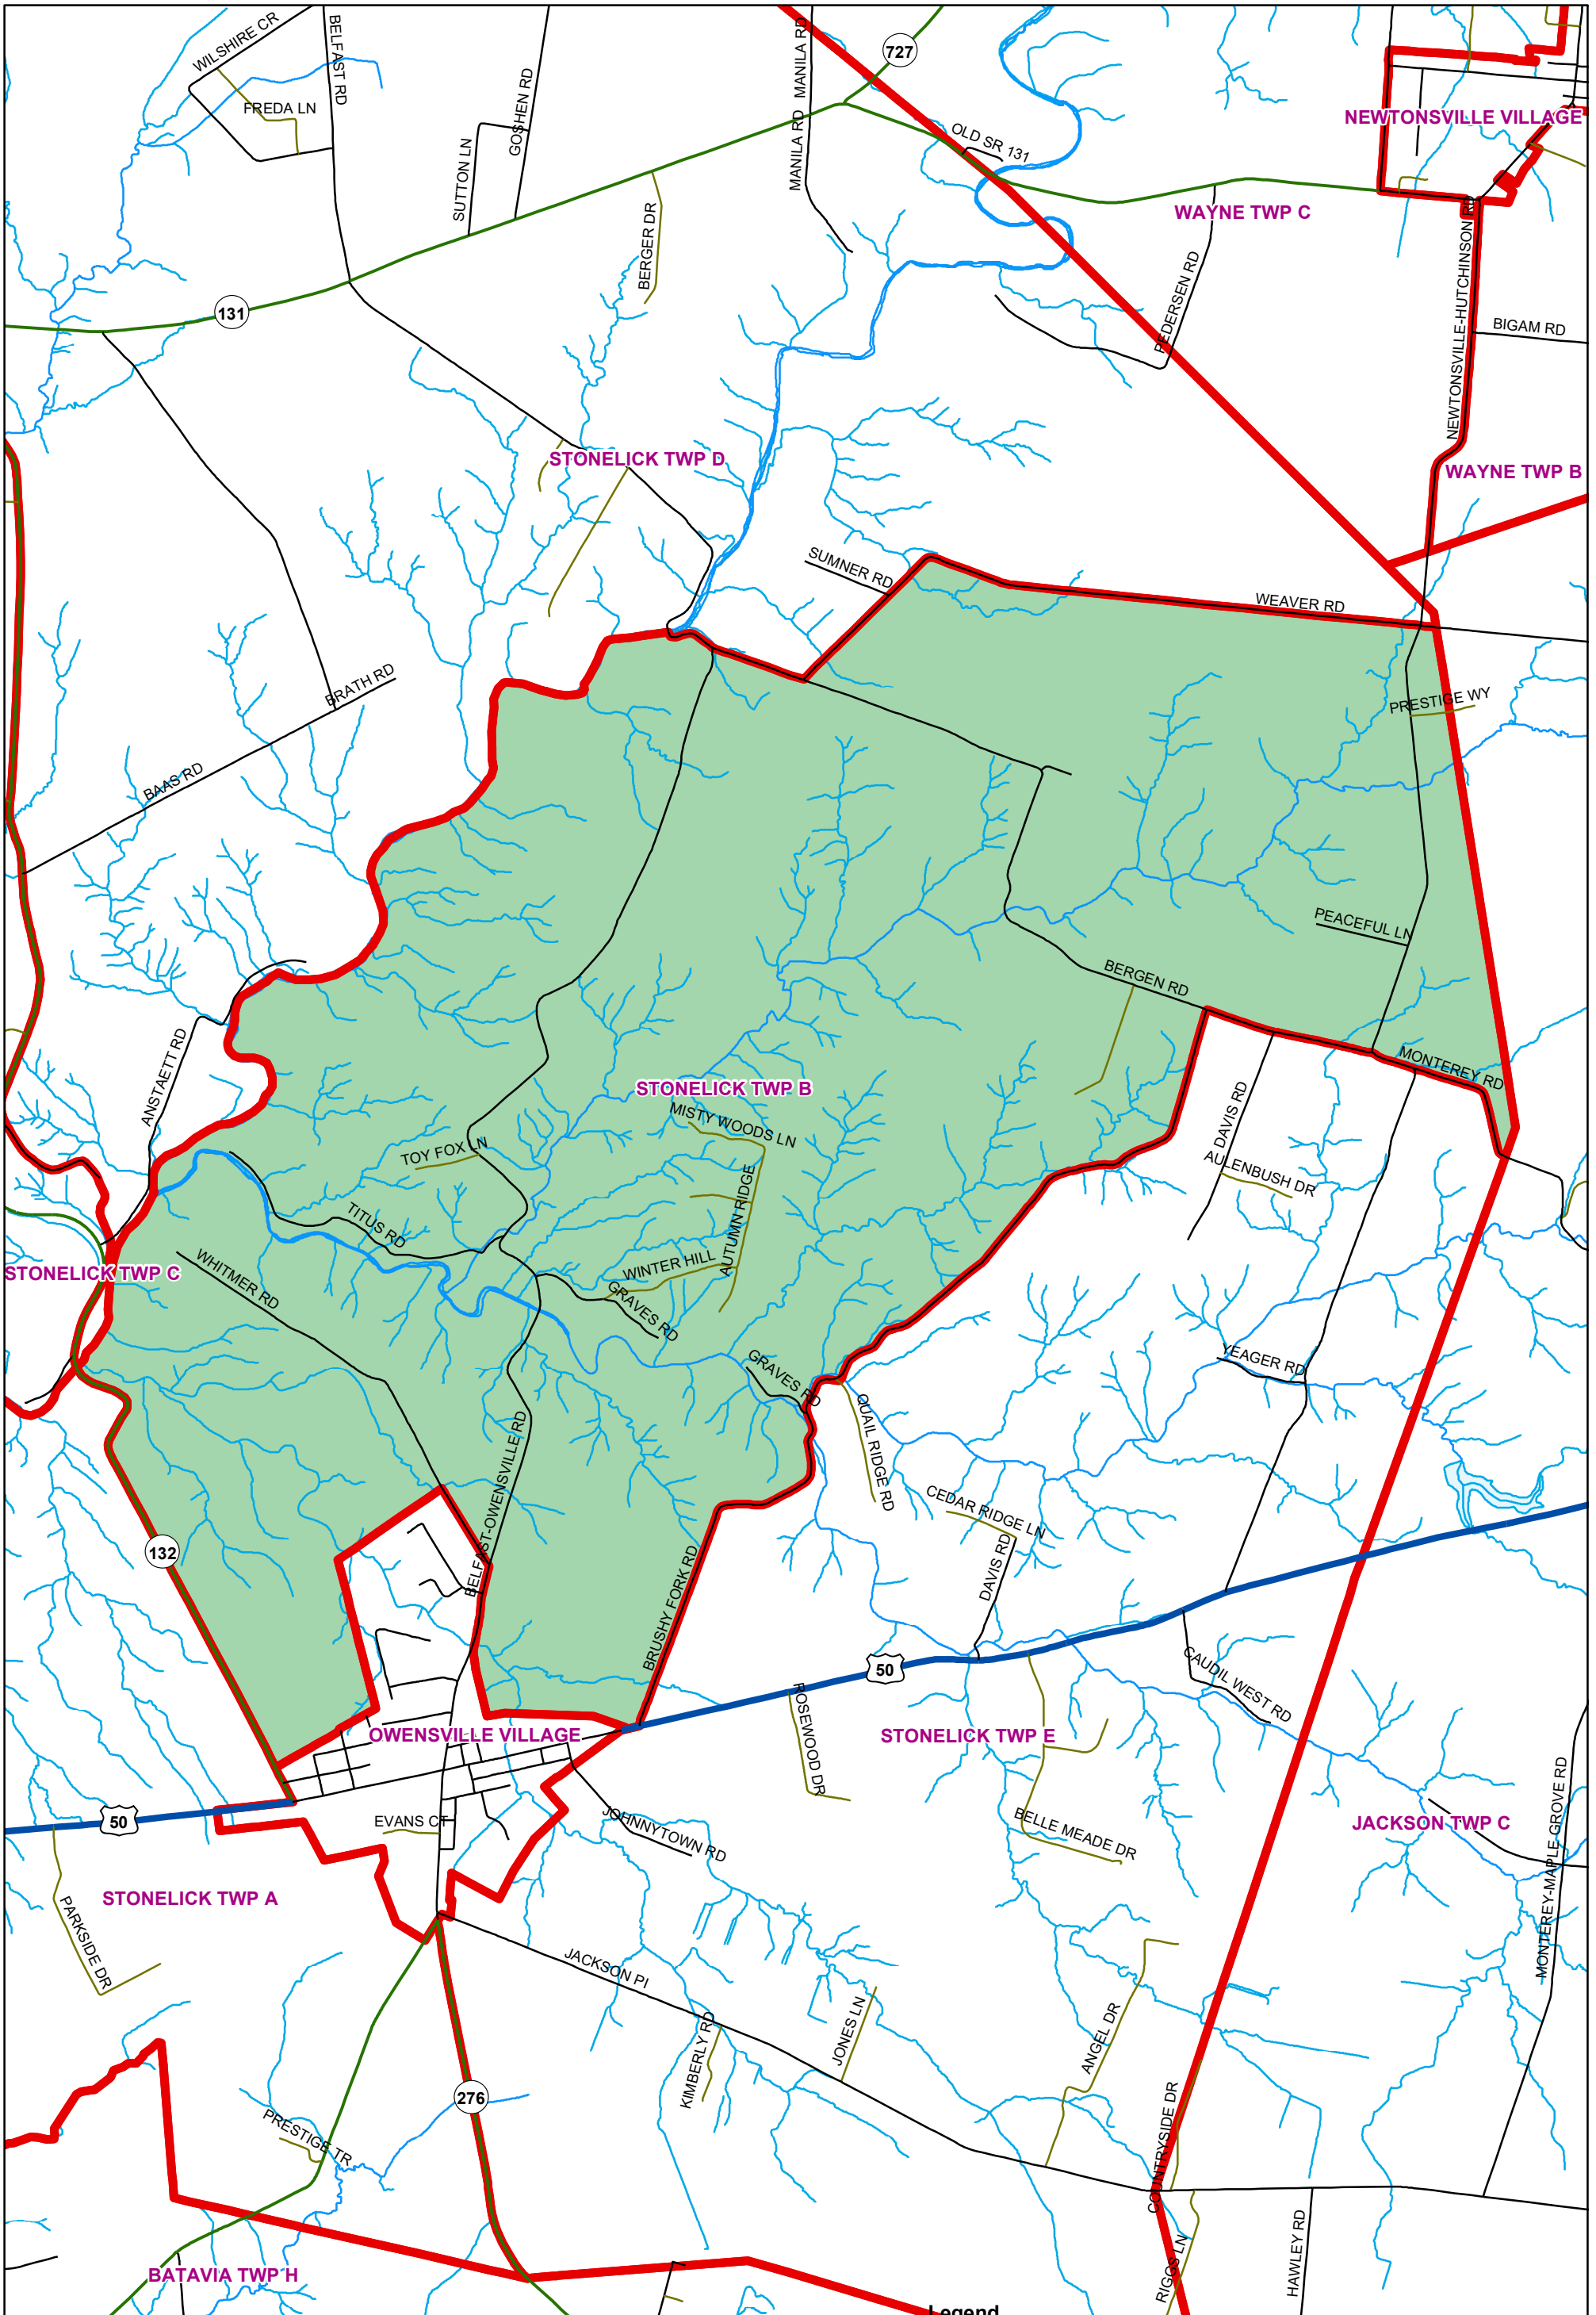 WILSHIRE CR
BELFAST RD
FREDA LN
GOSHEN RD
SUTTON LN
MANILA RD
MANILA RD
727
OLD SR 131
NEWTONSVILLE VILLAGE
WAYNE TWP C
BERGER DR
131
PEDERSEN RD
NEWTONSVILLE-HUTCHINSON RD
BIGAM RD
STONELICK TWP D
WAYNE TWP B
SUMNER RD
WEAVER RD
BRATH RD
PRESTIGE WY
BAAS RD
PEACEFUL LN
BERGEN RD
ANSTAETT RD
MONTEREY RD
STONELICK TWP B
MISTY WOODS LN
DAVIS RD
TOY FOX LN
AULENBUSH DR
AUTUMN RIDGE
TITUS RD
STONELICK TWP C
WHITMER RD
WINTER HILL
GRAVES RD
GRAVES RD
YEAGER RD
QUAIL RIDGE RD
BELFAST-OWENSVILLE RD
CEDAR RIDGE LN
132
DAVIS RD
BRUSHY FORK RD
50
CAUDIL WEST RD
ROSEWOOD DR
OWENSVILLE VILLAGE
STONELICK TWP E
MONTEREY-MAPLE GROVE RD
50
EVANS CT
JOHNNYTOWN RD
BELLE MEADE DR
JACKSON TWP C
STONELICK TWP A
PARKSIDE DR
JACKSON PI
JONES LN
ANGEL DR
KIMBERLY RD
276
PRESTIGE TR
COUNTRYSIDE DR
RIGGS LN
HAWLEY RD
BATAVIA TWP H
Legend